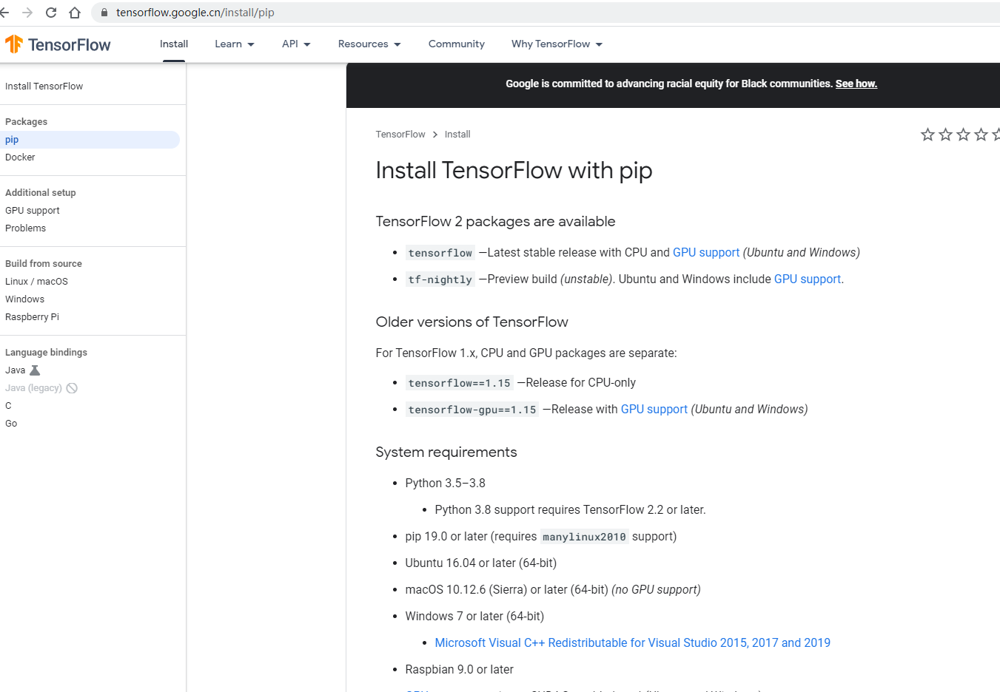 tensorflow.google.cn/install/pip
TensorFlow Install Learn API Resources Community Why TensorFlow
Install TensorFlow
Packages
pip
Docker
Additional setup
GPU support
Problems
Build from source
Linux / macOS
Windows
Raspberry Pi
Language bindings
Java
Java (legacy)
C
Go
Google is committed to advancing racial equity for Black communities. See how.
TensorFlow > Install
Install TensorFlow with pip
TensorFlow 2 packages are available
• tensorflow —Latest stable release with CPU and GPU support (Ubuntu and Windows)
• tf-nightly —Preview build (unstable). Ubuntu and Windows include GPU support.
Older versions of TensorFlow
For TensorFlow 1.x, CPU and GPU packages are separate:
• tensorflow==1.15 —Release for CPU-only
• tensorflow-gpu==1.15 —Release with GPU support (Ubuntu and Windows)
System requirements
• Python 3.5–3.8
• Python 3.8 support requires TensorFlow 2.2 or later.
• pip 19.0 or later (requires manylinux2010 support)
• Ubuntu 16.04 or later (64-bit)
• macOS 10.12.6 (Sierra) or later (64-bit) (no GPU support)
• Windows 7 or later (64-bit)
• Microsoft Visual C++ Redistributable for Visual Studio 2015, 2017 and 2019
• Raspbian 9.0 or later